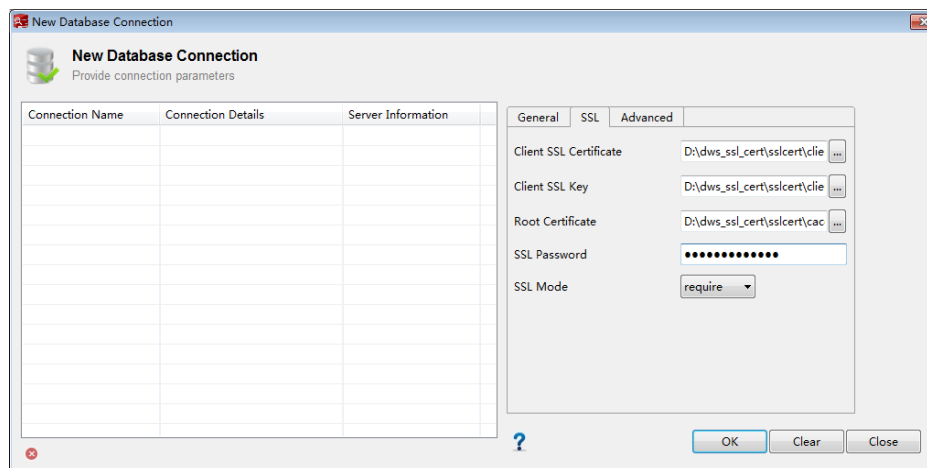 New Database Connection
New Database Connection
Provide connection parameters
Connection Name Connection Details Server Information
General SSL Advanced
Client SSL Certificate D:\dws_ssl_cert\sslcert\clie ...
Client SSL Key D:\dws_ssl_cert\sslcert\clie ...
Root Certificate D:\dws_ssl_cert\sslcert\cac ...
SSL Password •••••••••••••
SSL Mode require
? OK Clear Close